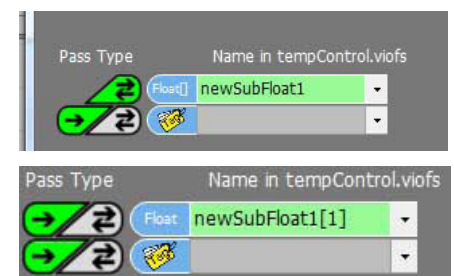 Pass Type Name in tempControl.viofs
Float[] newSubFloat1
Pass Type Name in tempControl.viofs
Float newSubFloat1[1]